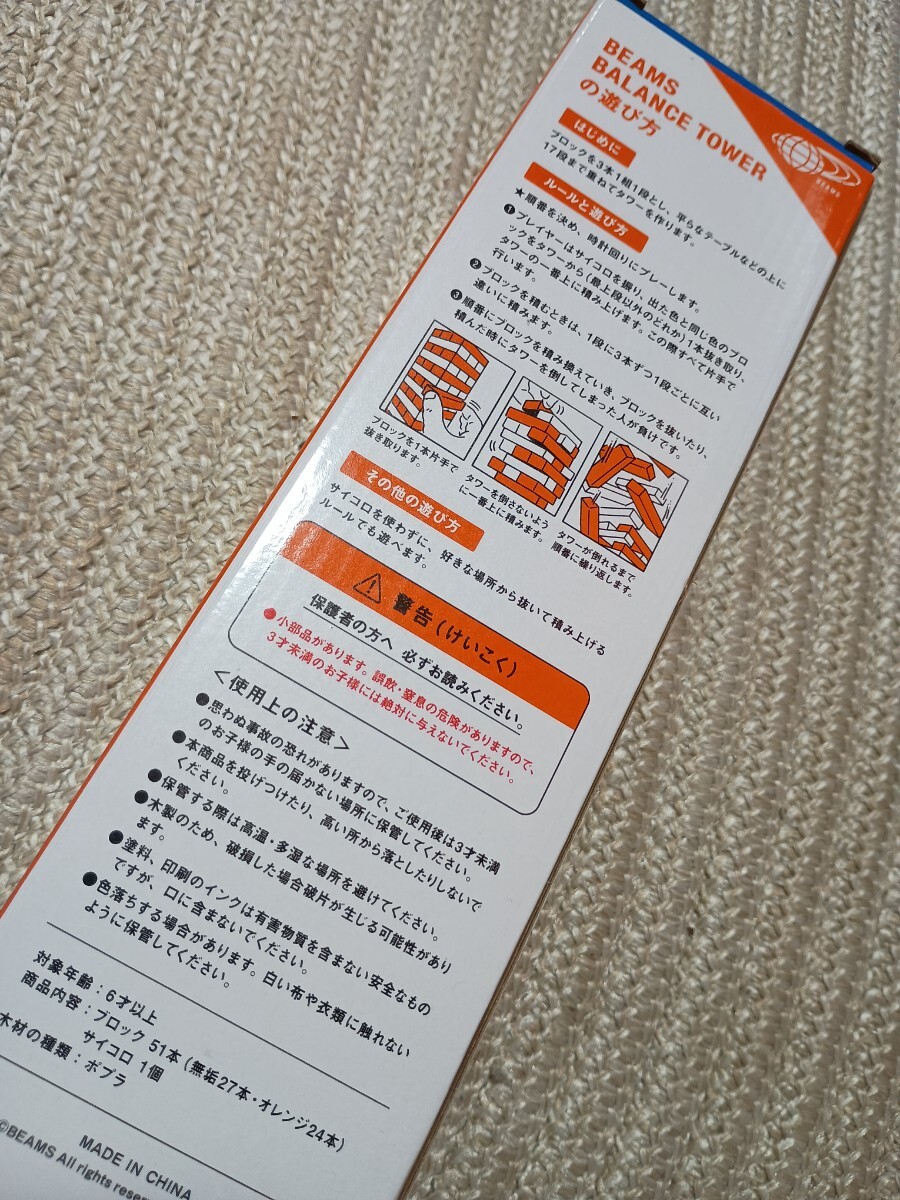 BEAMS
BALANCE TOWER
の遊び方
BEAMS
はじめに
ブロックを3本1組1段とし、平らなテーブルなどの上に
17段まで重ねてタワーを作ります。
ルールと遊び方
★順番を決め、時計回りにプレーします。
❶プレイヤーはサイコロを振り、出た色と同じ色のブロ
ックをタワーから(最上段以外のどれか)1本抜き取り、
タワーの一番上に積み上げます。この際すべて片手で
行います。
❷ブロックを積むときは、1段に3本ずつ1段ごとに互い
違いに積みます。
❸順番にブロックを積み換えていき、ブロックを抜いたり、
積んだ時にタワーを倒してしまった人が負けです。
ブロックを1本片手で
抜き取ります。
タワーを倒さないよう
に一番上に積みます。
タワーが倒れるまで
順番に繰り返します。
その他の遊び方
サイコロを使わずに、好きな場所から抜いて積み上げる
ルールでも遊べます。
警告(けいこく)
保護者の方へ 必ずお読みください。
●小部品があります。誤飲・窒息の危険がありますので、
3才未満のお子様には絶対に与えないでください。
<使用上の注意>
●思わぬ事故の恐れがありますので、ご使用後は3才未満
のお子様の手の届かない場所に保管してください。
●本商品を投げつけたり、高い所から落としたりしないで
ください。
●保管する際は高温・多湿な場所を避けてください。
●木製のため、破損した場合破片が生じる可能性があり
ます。
●塗料、印刷のインクは有害物質を含まない安全なもの
ですが、口に含まないでください。
●色落ちする場合があります。白い布や衣類に触れない
ように保管してください。
対象年齢:6才以上
商品内容:ブロック 51本(無垢27本・オレンジ24本)
サイコロ 1個
木材の種類:ポプラ
MADE IN CHINA
©BEAMS All rights reser